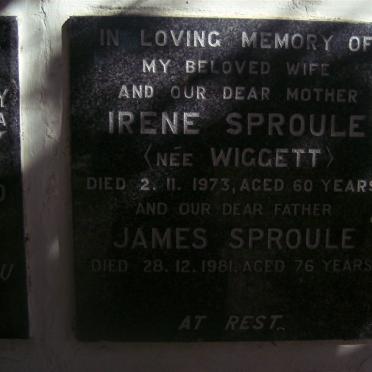 IN LOVING MEMORY OF
MY BELOVED WIFE
AND OUR DEAR MOTHER
IRENE SPROULE
(NÉE WIGGETT)
DIED 2. 11. 1973, AGED 60 YEARS
AND OUR DEAR FATHER
JAMES SPROULE
DIED 28. 12. 1981, AGED 76 YEARS
AT REST.